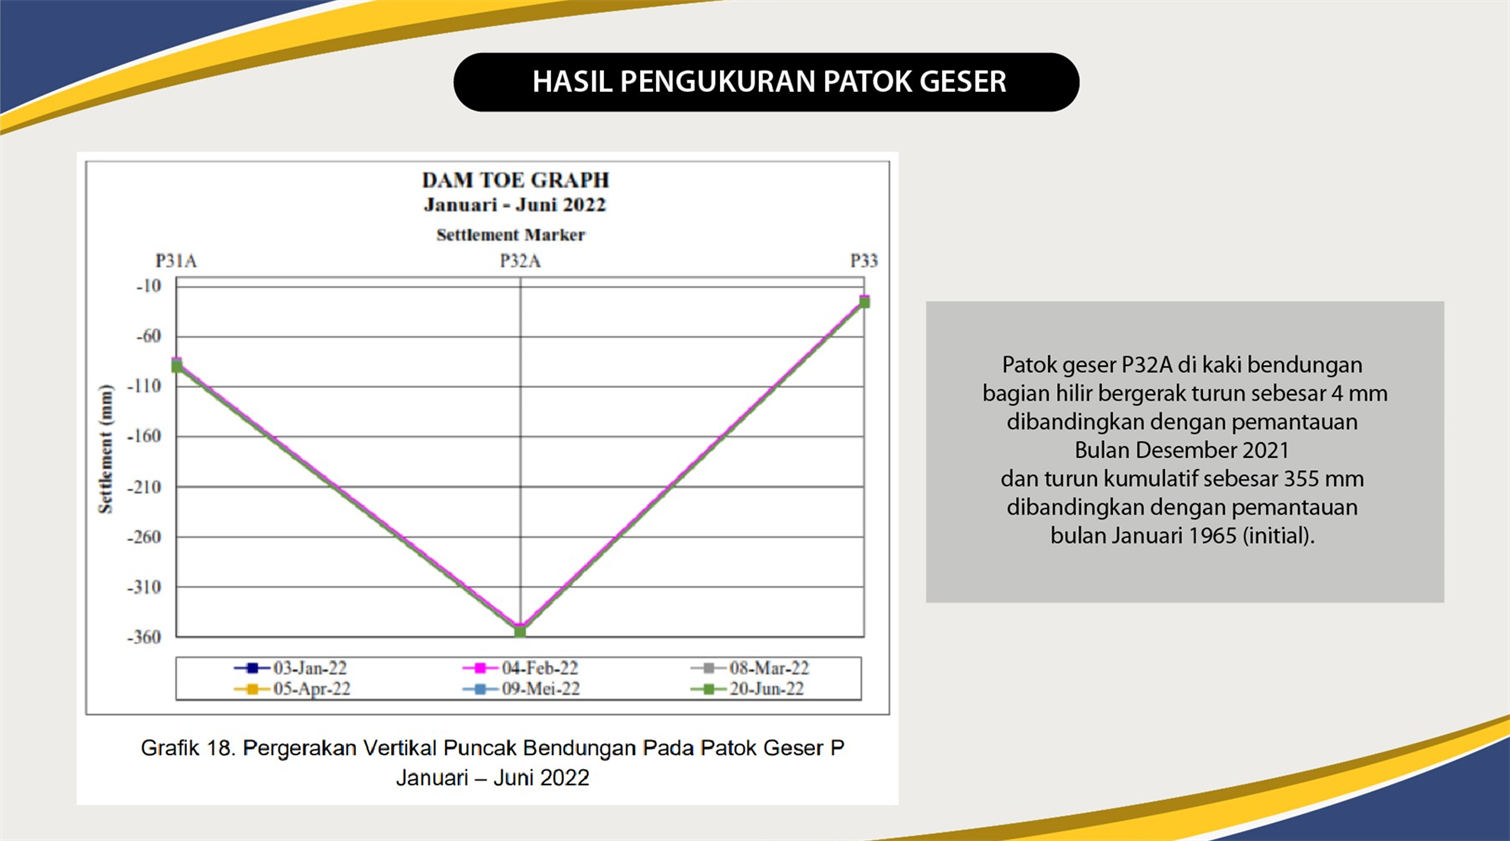 HASIL PENGUKURAN PATOK GESER
DAM TOE GRAPH
Januari - Juni 2022
Settlement Marker
P31A P32A P33
-10
-60
-110
-160
-210
-260
-310
-360
Settlement (mm)
03-Jan-22 04-Feb-22 08-Mar-22
05-Apr-22 09-Mei-22 20-Jun-22
Grafik 18. Pergerakan Vertikal Puncak Bendungan Pada Patok Geser P
Januari – Juni 2022
Patok geser P32A di kaki bendungan
bagian hilir bergerak turun sebesar 4 mm
dibandingkan dengan pemantauan
Bulan Desember 2021
dan turun kumulatif sebesar 355 mm
dibandingkan dengan pemantauan
bulan Januari 1965 (initial).